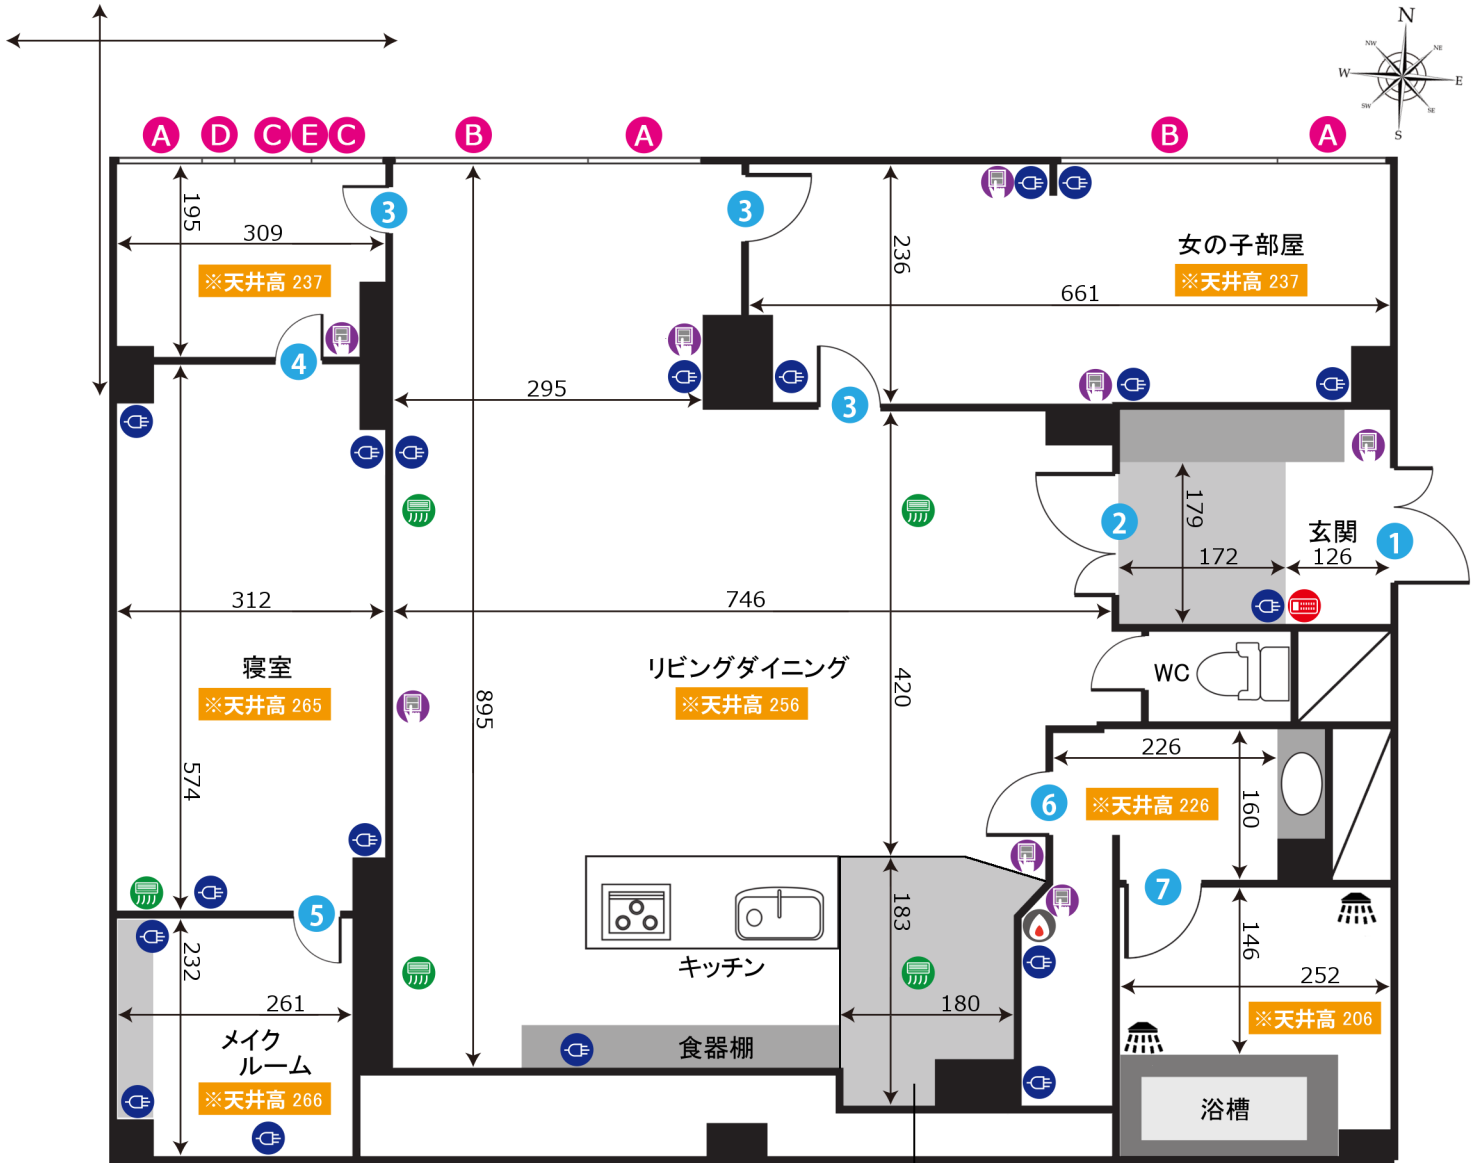 N
NW
NE
W
E
SW
SE
S
A
D
C
E
C
B
A
B
A
195
309
※天井高 237
3
3
236
女の子部屋
※天井高 237
661
4
295
3
179
2
玄関
1
172
126
312
746
寝室
※天井高 265
リビングダイニング
※天井高 256
420
WC
895
574
226
6
※天井高 226
160
5
7
183
146
232
キッチン
261
180
252
※天井高 206
メイク
ルーム
食器棚
※天井高 266
浴槽